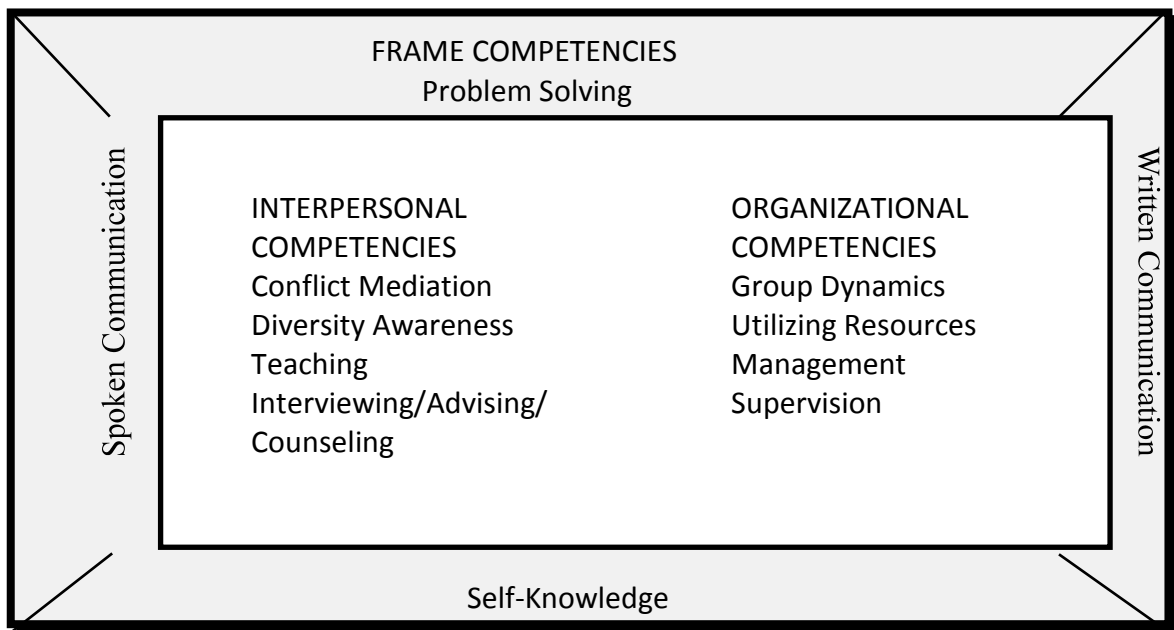 FRAME COMPETENCIES
Problem Solving
Spoken Communication
INTERPERSONAL
COMPETENCIES
Conflict Mediation
Diversity Awareness
Teaching
Interviewing/Advising/
Counseling
ORGANIZATIONAL
COMPETENCIES
Group Dynamics
Utilizing Resources
Management
Supervision
Written Communication
Self-Knowledge